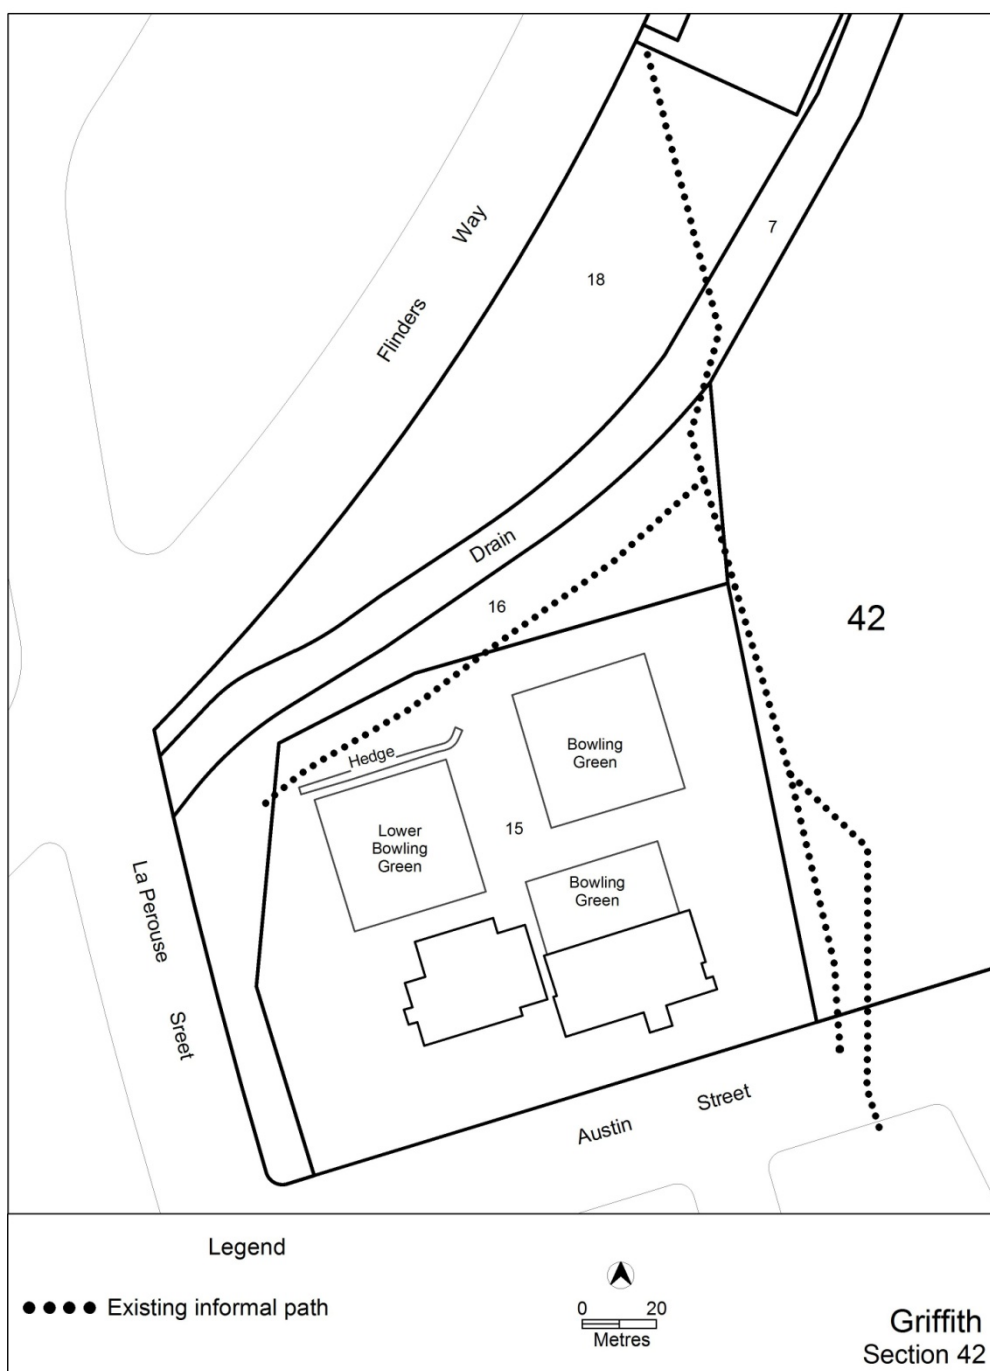 Way
Flinders
18
7
Drain
16
42
Hedge
Bowling
Green
Lower
Bowling
Green
15
Bowling
Green
La Perouse
Sreet
Austin Street
Legend
Existing informal path
0 20
Metres
Griffith
Section 42